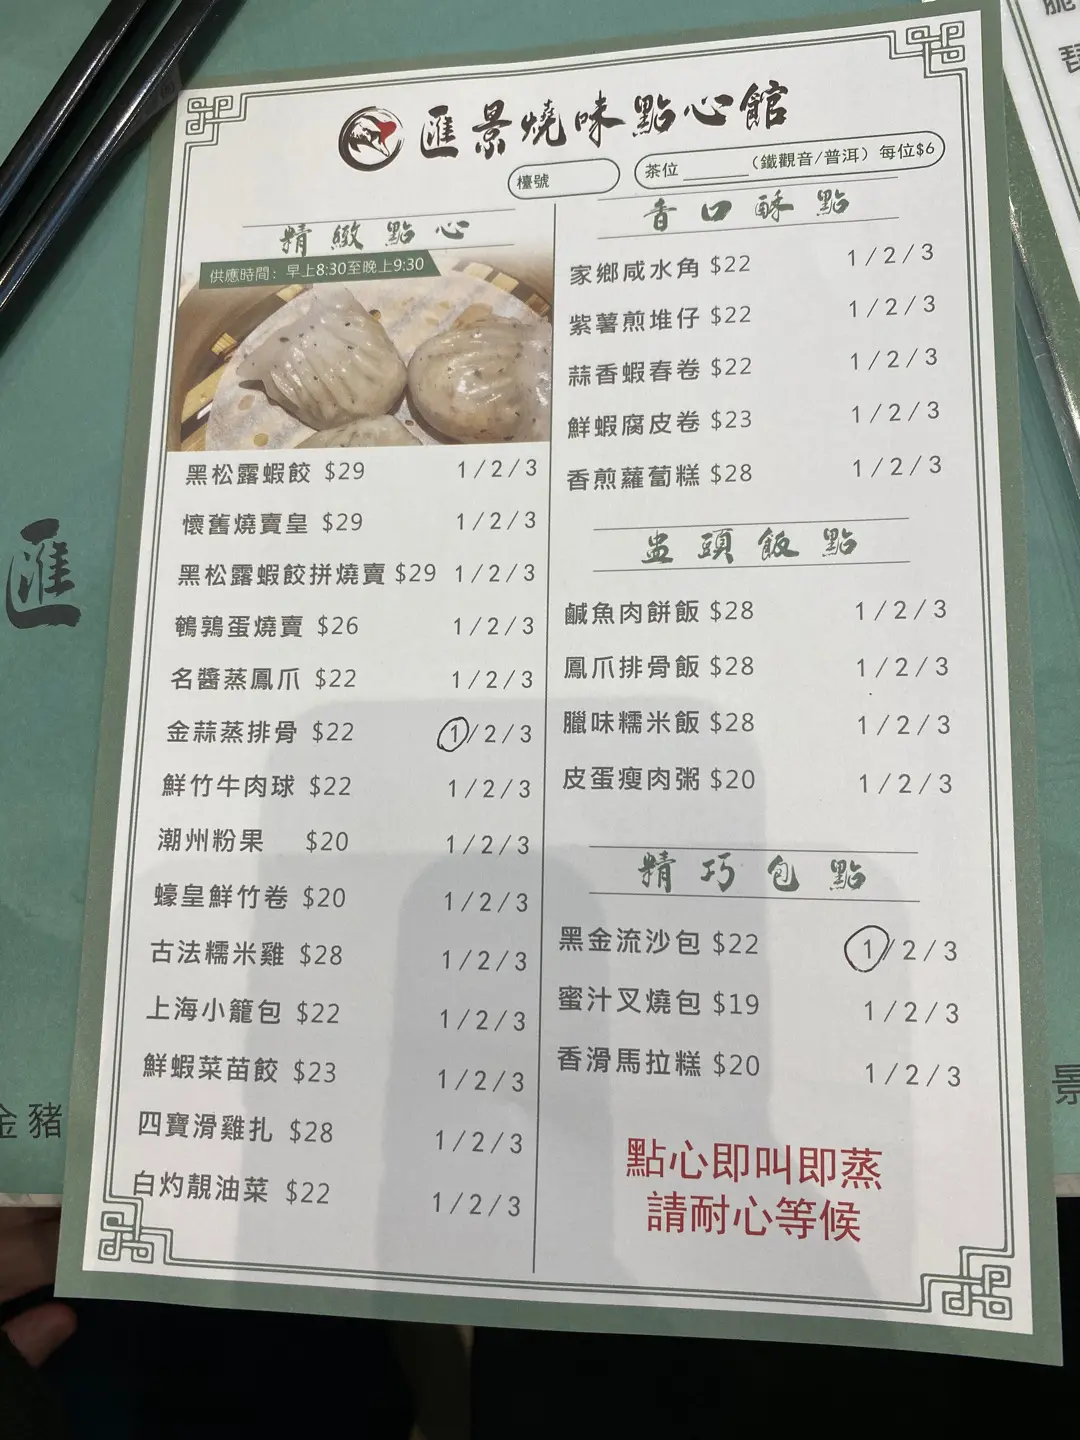 匯景燒味點心館
檯號
茶位______（鐵觀音/普洱）每位$6
精緻點心
供應時間：早上8:30至晚上9:30
黑松露蝦餃 $29 1/2/3
懷舊燒賣皇 $29 1/2/3
黑松露蝦餃拼燒賣 $29 1/2/3
鵪鶉蛋燒賣 $26 1/2/3
名醬蒸鳳爪 $22 1/2/3
金蒜蒸排骨 $22 1/2/3
鮮竹牛肉球 $22 1/2/3
潮州粉果 $20 1/2/3
蠔皇鮮竹卷 $20 1/2/3
古法糯米雞 $28 1/2/3
上海小籠包 $22 1/2/3
鮮蝦菜苗餃 $23 1/2/3
四寶滑雞扎 $28 1/2/3
白灼靚油菜 $22 1/2/3
香口酥點
家鄉咸水角 $22 1/2/3
紫薯煎堆仔 $22 1/2/3
蒜香蝦春卷 $22 1/2/3
鮮蝦腐皮卷 $23 1/2/3
香煎蘿蔔糕 $28 1/2/3
盅頭飯點
鹹魚肉餅飯 $28 1/2/3
鳳爪排骨飯 $28 1/2/3
臘味糯米飯 $28 1/2/3
皮蛋瘦肉粥 $20 1/2/3
精巧包點
黑金流沙包 $22 1/2/3
蜜汁叉燒包 $19 1/2/3
香滑馬拉糕 $20 1/2/3
點心即叫即蒸
請耐心等候
匯
金豬
景